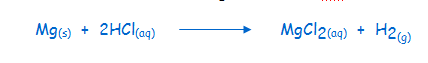 Mg(s) + 2HCl(aq) ⟶ MgCl2(aq) + H2(g)